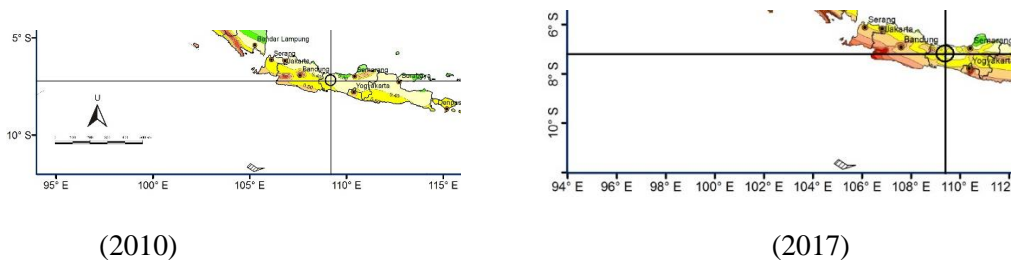 5° S
10° S
Bandar Lampung
Serang
Jakarta
Bandung
Semarang
Surabaya
Yogyakarta
U
95° E 100° E 105° E 110° E 115° E
6° S
8° S
10° S
Serang
Jakarta
Bandung
Semarang
Yogyakarta
94° E 96° E 98° E 100° E 102° E 104° E 106° E 108° E 110° E 112°
(2010)
(2017)